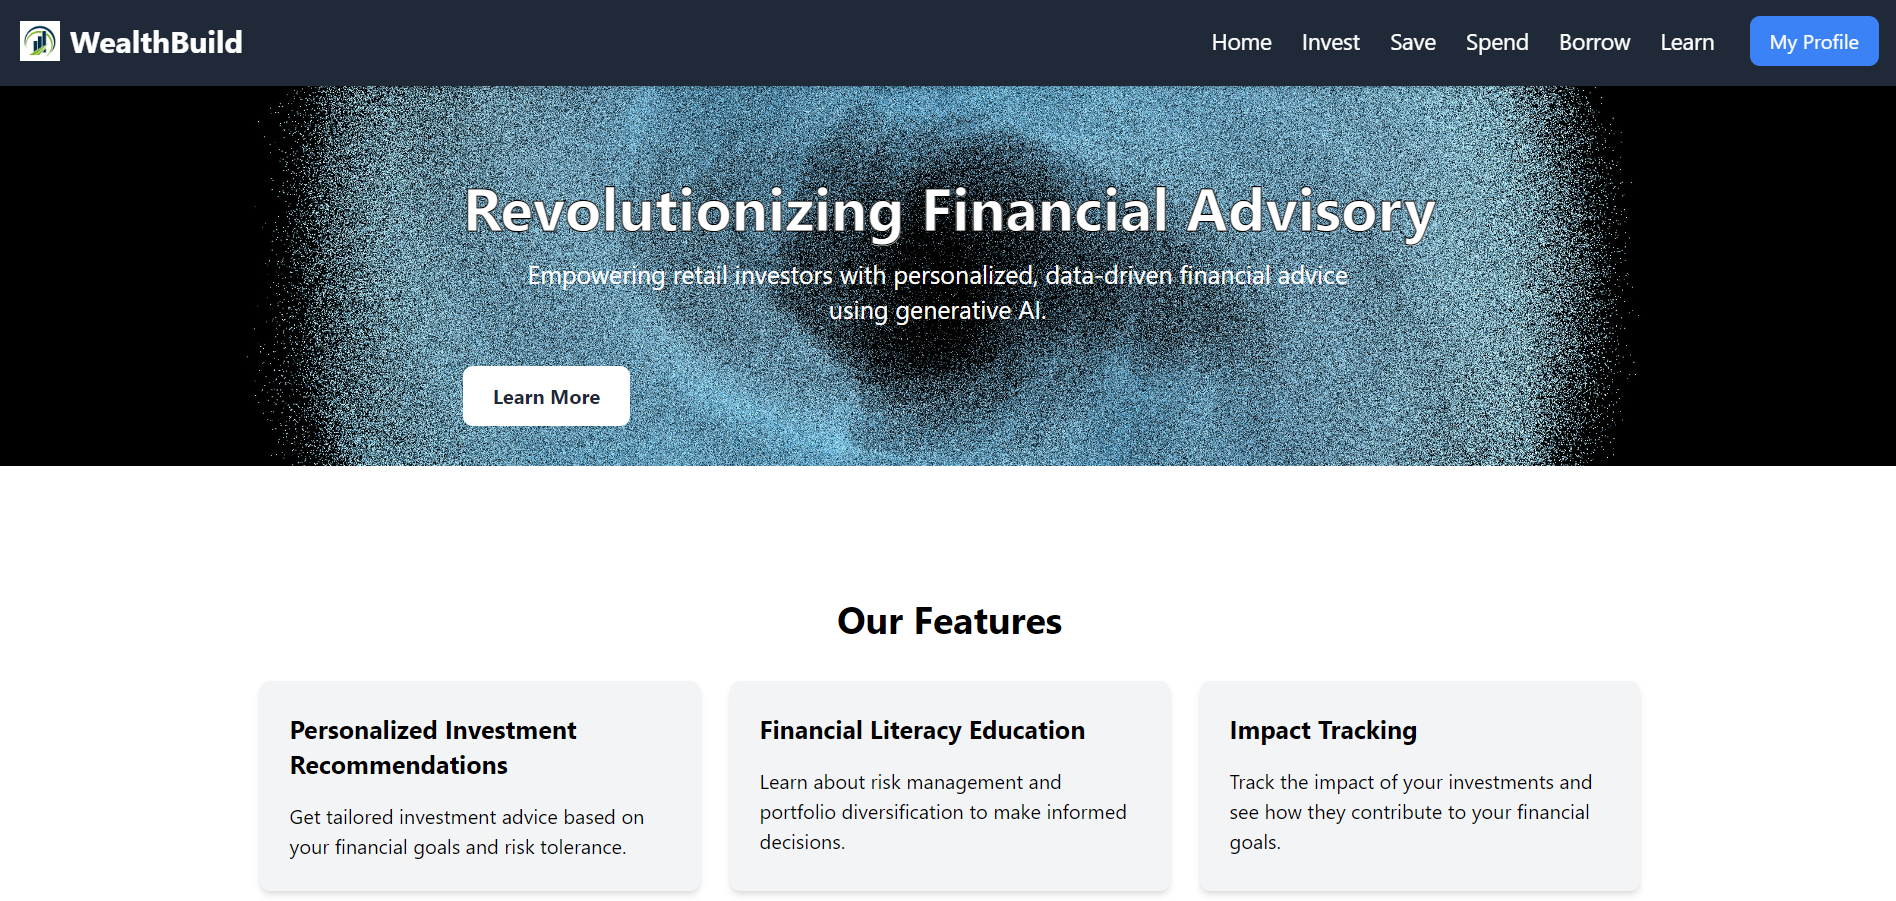 WealthBuild
Home Invest Save Spend Borrow Learn My Profile
Revolutionizing Financial Advisory
Empowering retail investors with personalized, data-driven financial advice
using generative AI.
Learn More
Our Features
Personalized Investment
Recommendations
Get tailored investment advice based on
your financial goals and risk tolerance.
Financial Literacy Education
Learn about risk management and
portfolio diversification to make informed
decisions.
Impact Tracking
Track the impact of your investments and
see how they contribute to your financial
goals.